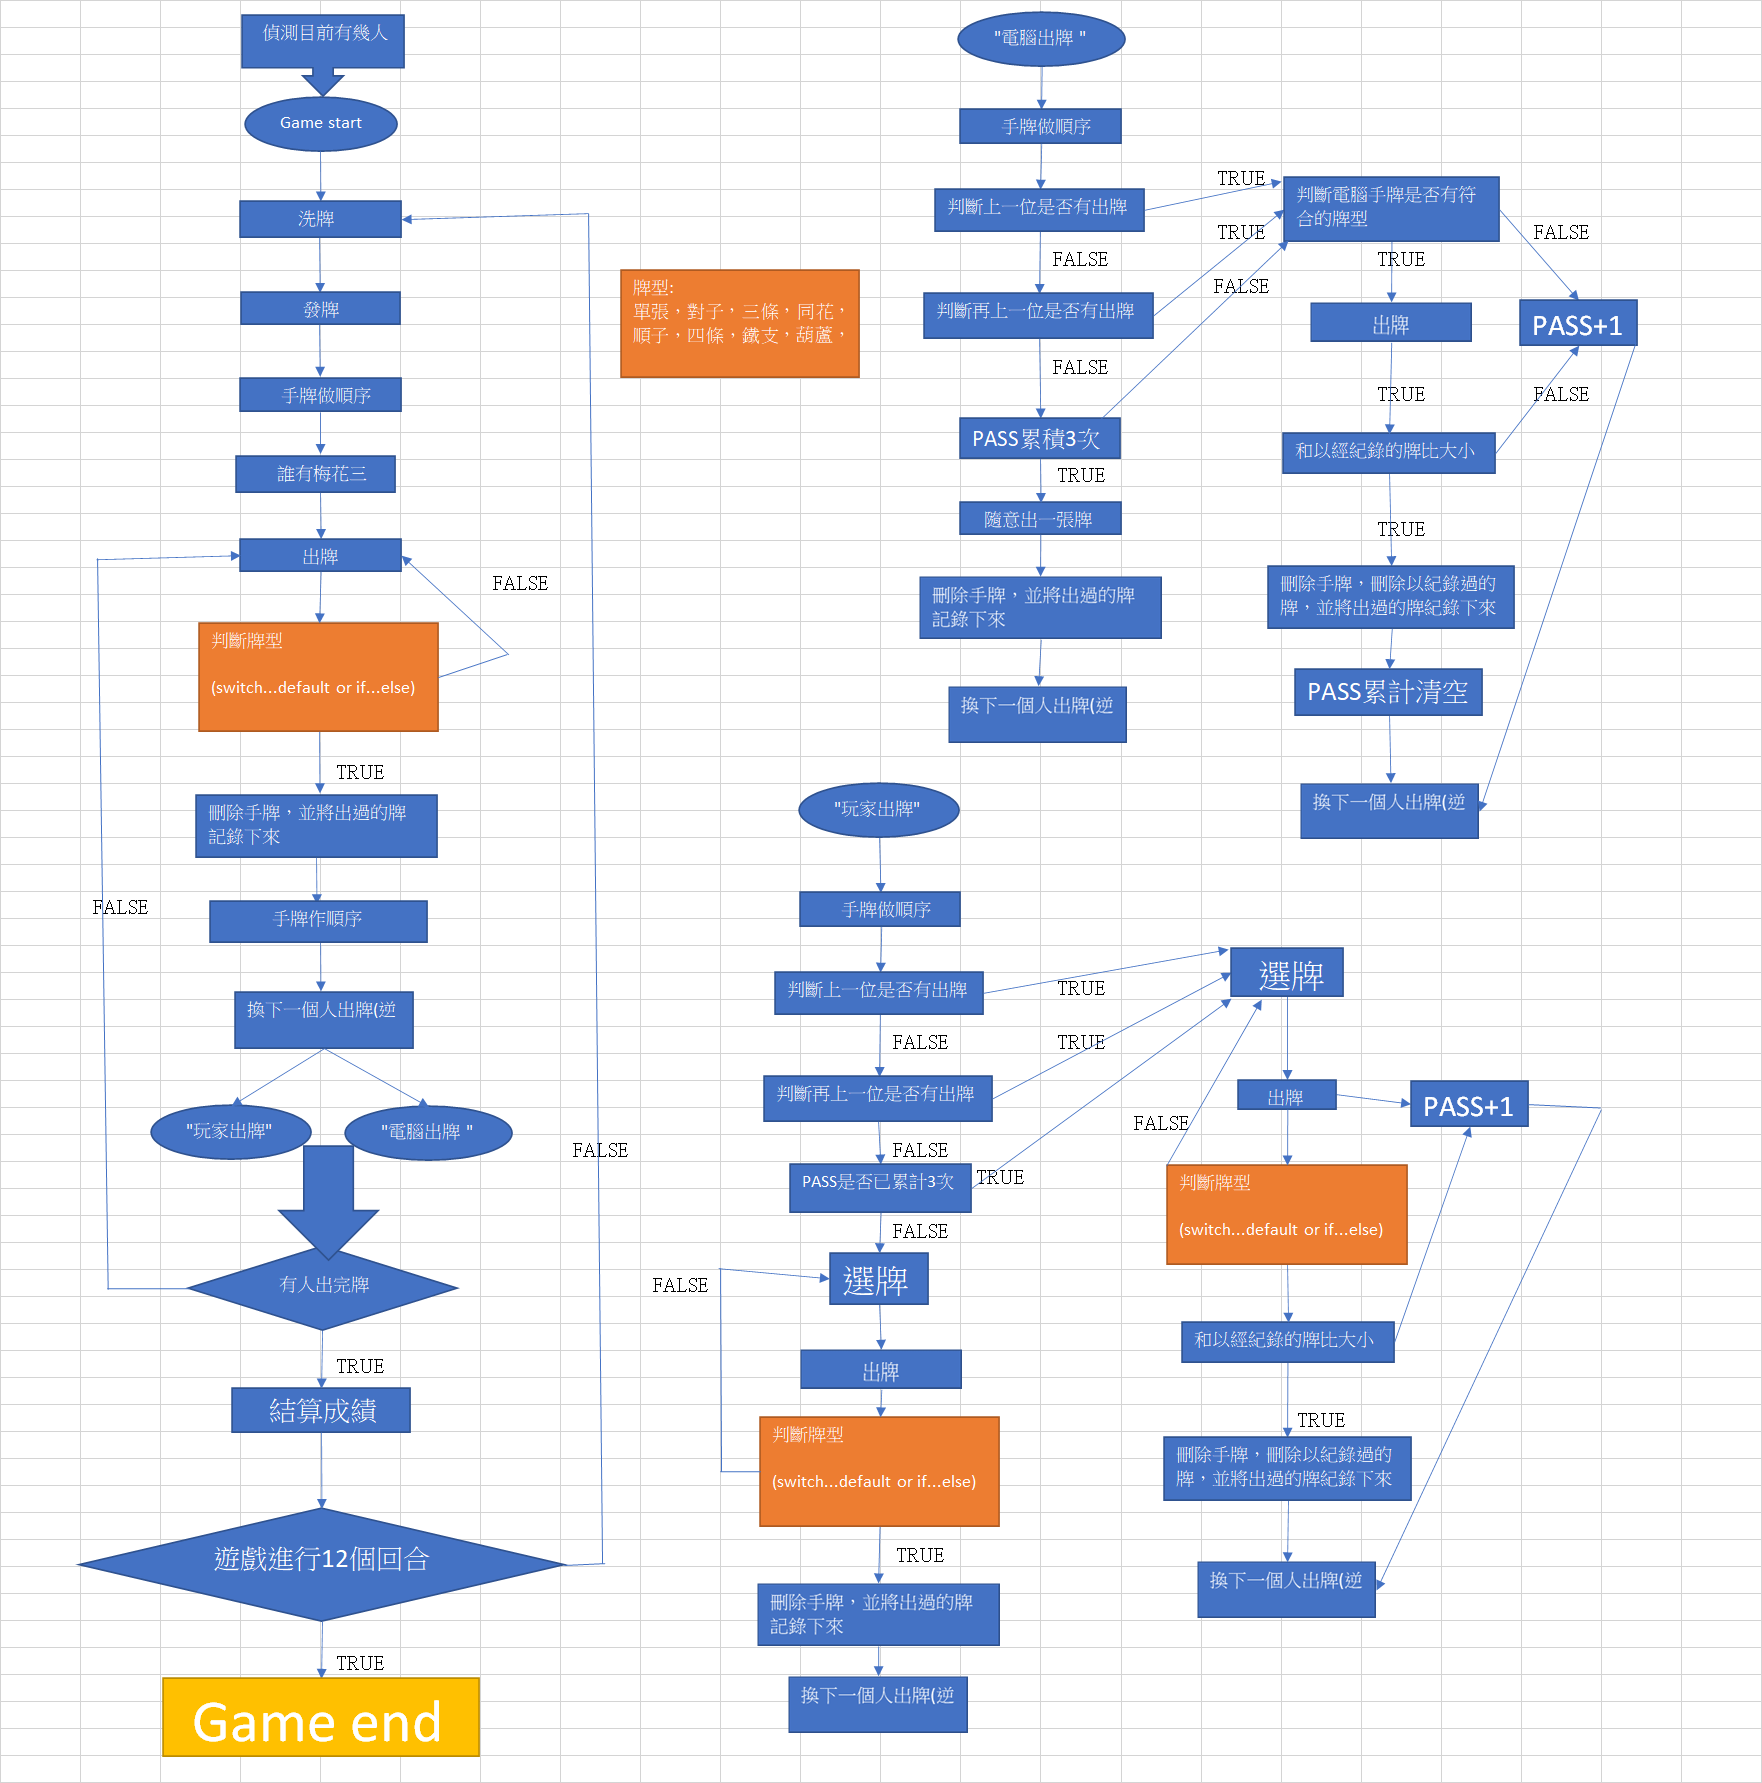 偵測目前有幾人
Game start
洗牌
發牌
手牌做順序
誰有梅花三
出牌
FALSE
判斷牌型
(switch...default or if...else)
TRUE
刪除手牌，並將出過的牌
記錄下來
FALSE
手牌作順序
換下一個人出牌(逆
"玩家出牌"
"電腦出牌 "
FALSE
有人出完牌
TRUE
結算成績
遊戲進行12個回合
TRUE
Game end
牌型:
單張，對子，三條，同花，
順子，四條，鐵支，葫蘆，
"電腦出牌 "
手牌做順序
判斷上一位是否有出牌
TRUE
FALSE
判斷再上一位是否有出牌
TRUE
FALSE
FALSE
PASS累積3次
TRUE
隨意出一張牌
刪除手牌，並將出過的牌
記錄下來
換下一個人出牌(逆
判斷電腦手牌是否有符
合的牌型
FALSE
TRUE
出牌
PASS+1
TRUE
FALSE
和以經紀錄的牌比大小
TRUE
刪除手牌，刪除以紀錄過的
牌，並將出過的牌紀錄下來
PASS累計清空
換下一個人出牌(逆
"玩家出牌"
手牌做順序
判斷上一位是否有出牌
TRUE
FALSE
TRUE
判斷再上一位是否有出牌
FALSE
PASS是否已累計3次
TRUE
FALSE
選牌
FALSE
出牌
判斷牌型
(switch...default or if...else)
TRUE
刪除手牌，並將出過的牌
記錄下來
換下一個人出牌(逆
選牌
出牌
PASS+1
FALSE
判斷牌型
(switch...default or if...else)
和以經紀錄的牌比大小
TRUE
刪除手牌，刪除以紀錄過的
牌，並將出過的牌紀錄下來
換下一個人出牌(逆